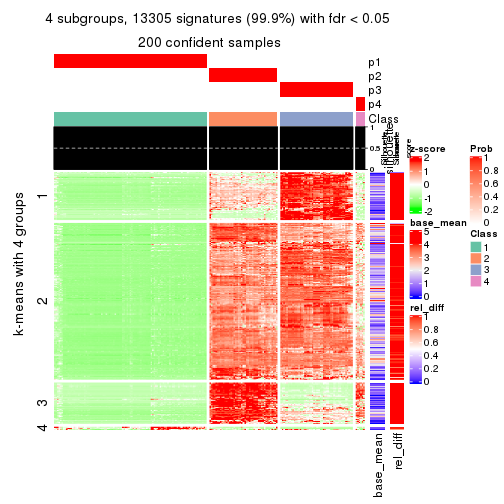 4 subgroups, 13305 signatures (99.9%) with fdr < 0.05
200 confident samples
p1
p2
p3
p4
Class
1
0.5
0
silhouette
score
k-means with 4 groups
1
2
3
4
base_mean
rel_diff
z-score
2
1
0
-1
-2
base_mean
5
4
3
2
1
0
rel_diff
1
0.8
0.6
0.4
0.2
0
Prob
1
0.8
0.6
0.4
0.2
0
Class
1
2
3
4